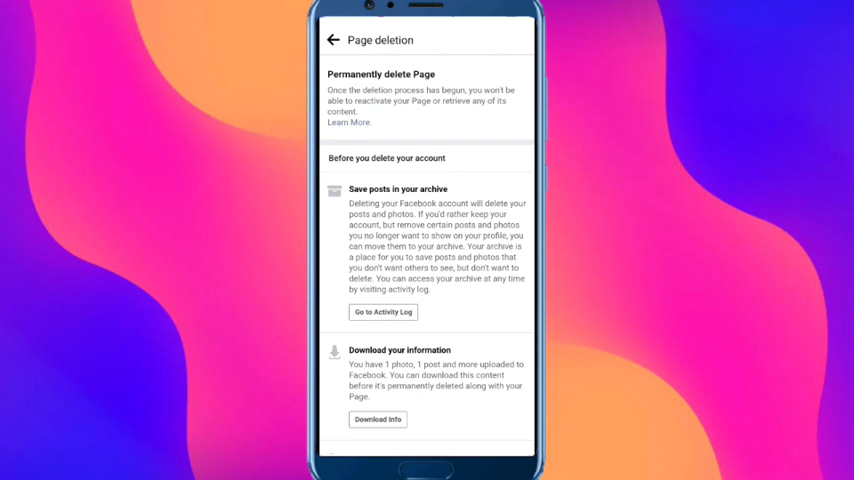 Page deletion
Permanently delete Page
Once the deletion process has begun, you won't be
able to reactivate your Page or retrieve any of its
content.
Learn More.
Before you delete your account
Save posts in your archive
Deleting your Facebook account will delete your
posts and photos. If you'd rather keep your
account, but remove certain posts and photos
you no longer want to show on your profile, you
can move them to your archive. Your archive is
a place for you to save posts and photos that
you don't want others to see, but don't want to
delete. You can access your archive at any time
by visiting activity log.
Go to Activity Log
Download your information
You have 1 photo, 1 post and more uploaded to
Facebook. You can download this content
before it's permanently deleted along with your
Page.
Download Info